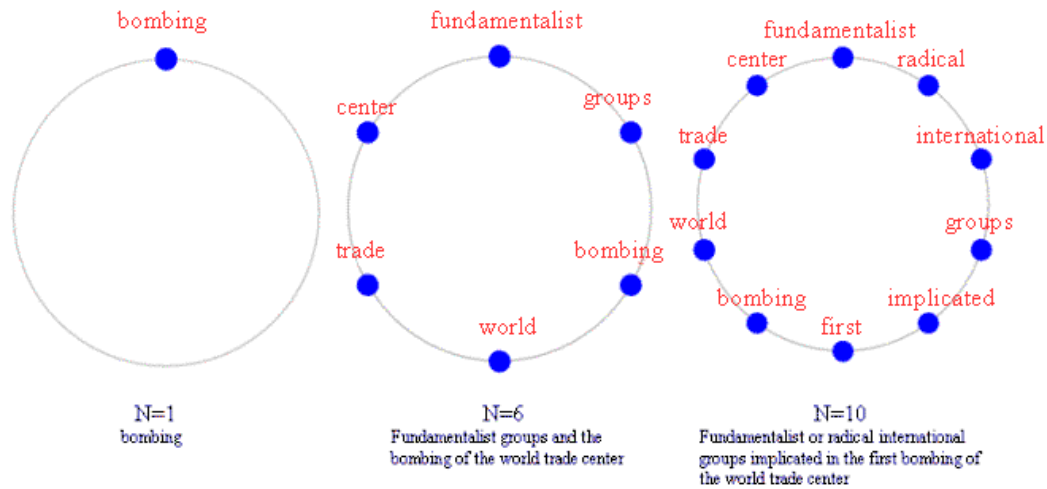 bombing
N=1
bombing
fundamentalist
groups
bombing
world
trade
center
N=6
Fundamentalist groups and the
bombing of the world trade center
fundamentalist
radical
international
groups
implicated
first
bombing
world
trade
center
N=10
Fundamentalist or radical international
groups implicated in the first bombing of
the world trade center